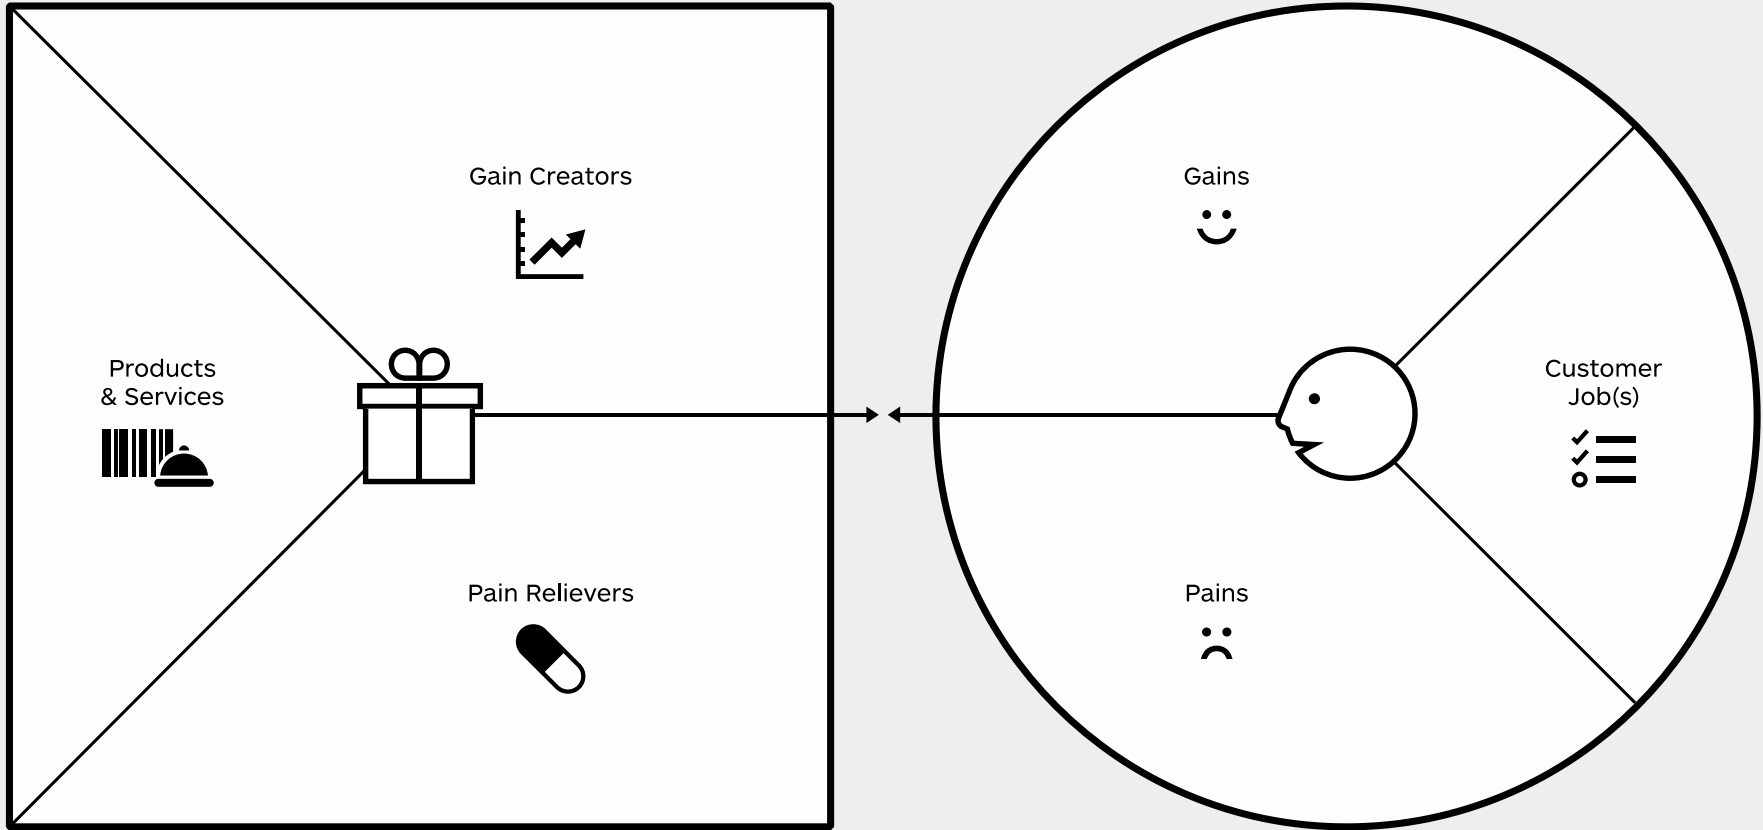 Gain Creators
Products
& Services
Pain Relievers
Gains
Customer
Job(s)
Pains